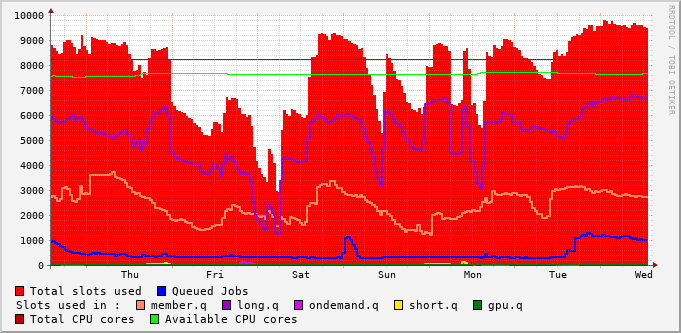 10000
9000
8000
7000
6000
5000
4000
3000
2000
1000
0
Thu Fri Sat Sun Mon Tue Wed
RRDTOOL / TOBI OETIKER
Total slots used Queued Jobs
Slots used in : member.q long.q ondemand.q short.q gpu.q
Total CPU cores Available CPU cores